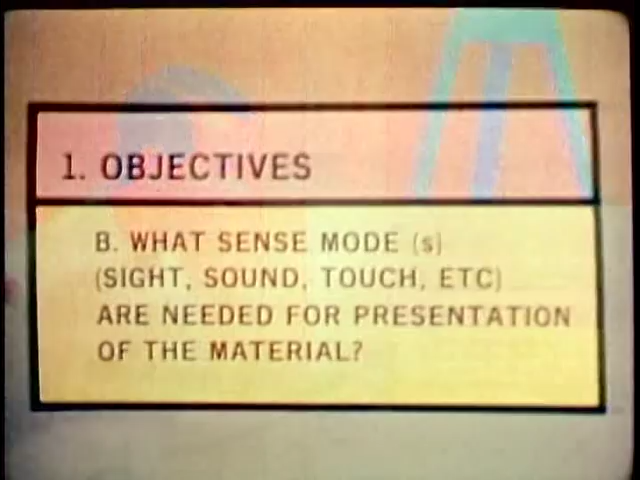 1. OBJECTIVES
B. WHAT SENSE MODE (s)
(SIGHT, SOUND, TOUCH, ETC)
ARE NEEDED FOR PRESENTATION
OF THE MATERIAL?